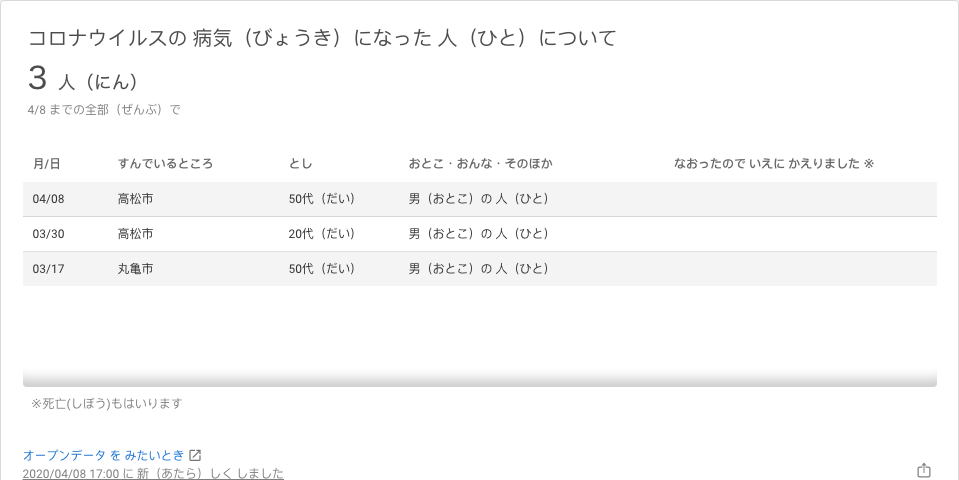 コロナウイルスの 病気（びょうき）になった 人（ひと）について
3 人（にん）
4/8 までの全部（ぜんぶ）で
月/日 すんでいるところ とし おとこ・おんな・そのほか なおったので いえに かえりました ※
04/08 高松市 50代（だい） 男（おとこ）の 人（ひと）
03/30 高松市 20代（だい） 男（おとこ）の 人（ひと）
03/17 丸亀市 50代（だい） 男（おとこ）の 人（ひと）
※死亡(しぼう)もはいります
オープンデータ を みたいとき
2020/04/08 17:00 に 新（あたら）しく しました